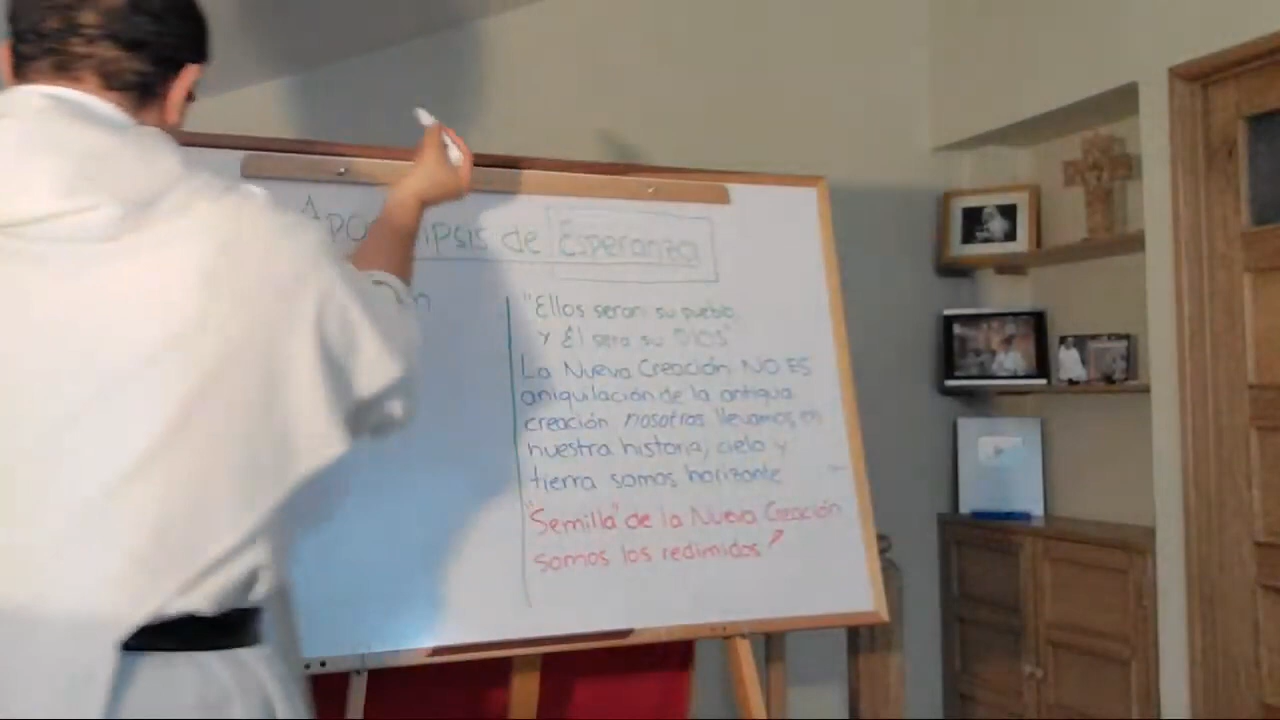 de Esperanza
"Ellos serán su pueblo
y Él será su Dios"
La Nueva Creación NO ES
aniquilación de la antigua
creación nosotros llevamos en
nuestra historia, cielo y
tierra somos horizonte
"Semilla" de la Nueva Creación
somos los redimidos